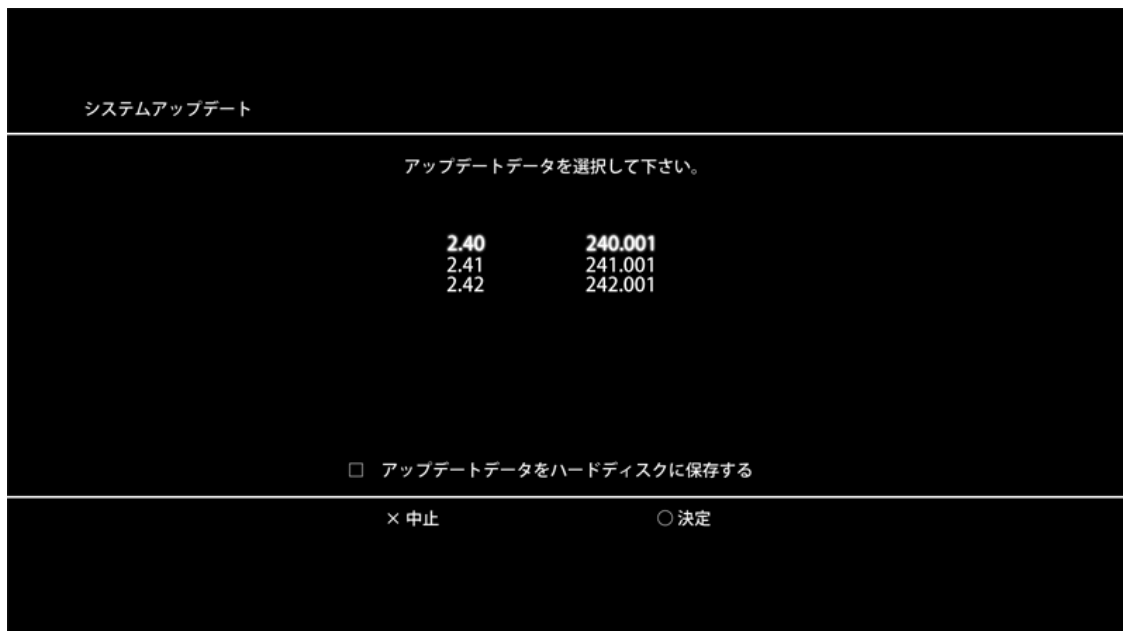 システムアップデート
アップデートデータを選択して下さい。
2.40 240.001
2.41 241.001
2.42 242.001
□ アップデートデータをハードディスクに保存する
× 中止 ○ 決定